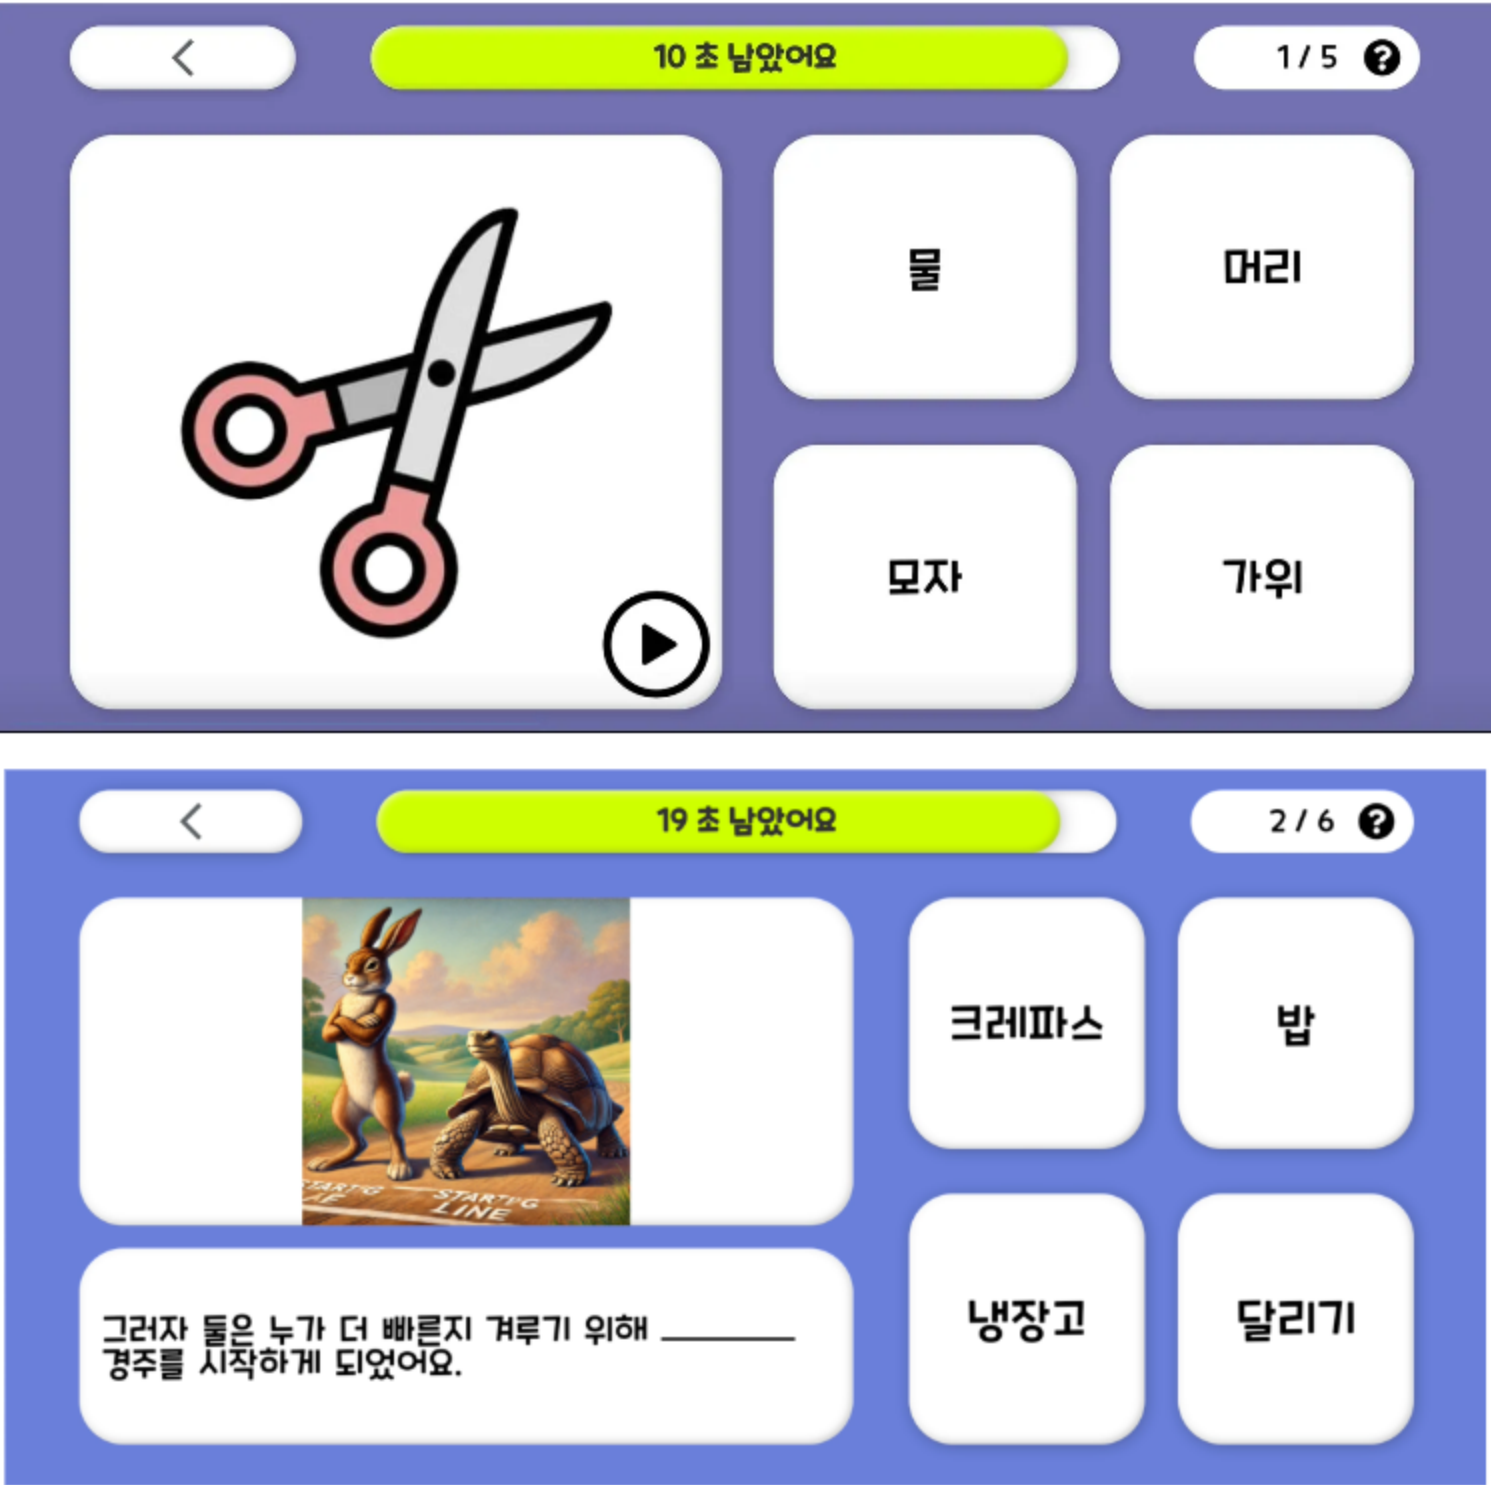 10 초 남았어요
1 / 5
물
머리
모자
가위
19 초 남았어요
2 / 6
STARTG
STARTG
LINE
그러자 둘은 누가 더 빠른지 겨루기 위해 ________
경주를 시작하게 되었어요.
크레파스
밥
냉장고
달리기